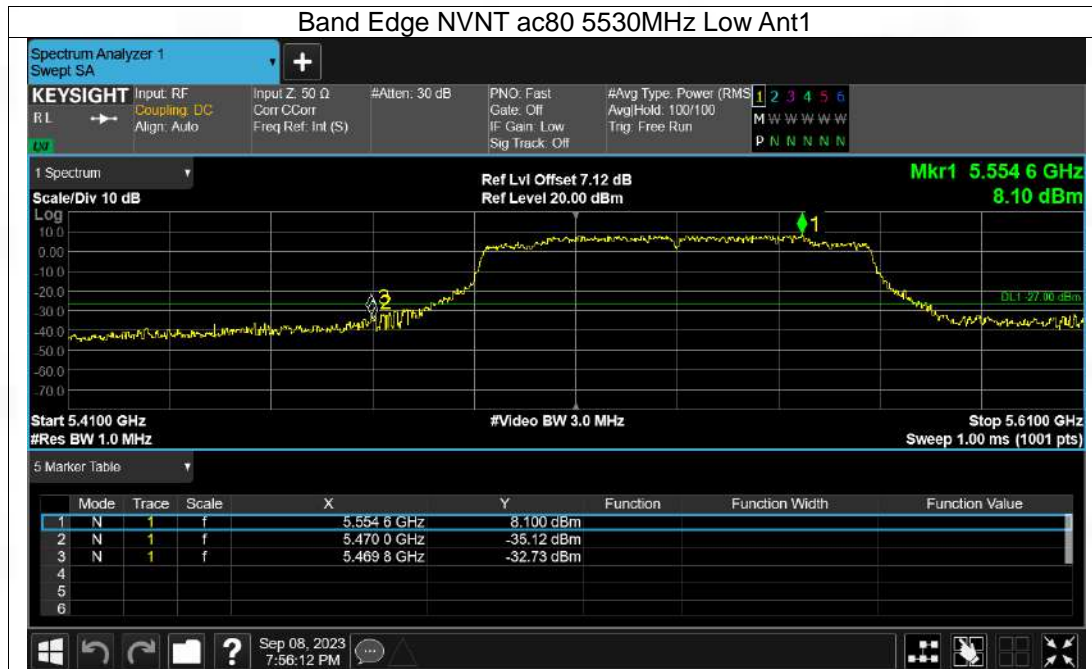 Band Edge NVNT ac80 5530MHz Low Ant1
Spectrum Analyzer 1
Swept SA
+
KEYSIGHT
RL
LXI
Input: RF
Coupling: DC
Align: Auto
Input Z: 50 Ω
Corr CCorr
Freq Ref: Int (S)
#Atten: 30 dB
PNO: Fast
Gate: Off
IF Gain: Low
Sig Track: Off
#Avg Type: Power (RMS
Avg|Hold: 100/100
Trig: Free Run
1 2 3 4 5 6
M W W W W W
P N N N N N
1 Spectrum
Scale/Div 10 dB
Ref Lvl Offset 7.12 dB
Ref Level 20.00 dBm
Mkr1 5.554 6 GHz
8.10 dBm
Log
10.0
0.00
-10.0
-20.0
-30.0
-40.0
-50.0
-60.0
-70.0
1
2
DL1 -27.00 dBm
Start 5.4100 GHz
#Res BW 1.0 MHz
#Video BW 3.0 MHz
Stop 5.6100 GHz
Sweep 1.00 ms (1001 pts)
5 Marker Table
Mode Trace Scale X Y Function Function Width Function Value
1 N 1 f 5.554 6 GHz 8.100 dBm
2 N 1 f 5.470 0 GHz -35.12 dBm
3 N 1 f 5.469 8 GHz -32.73 dBm
4
5
6
?
Sep 08, 2023
7:56:12 PM